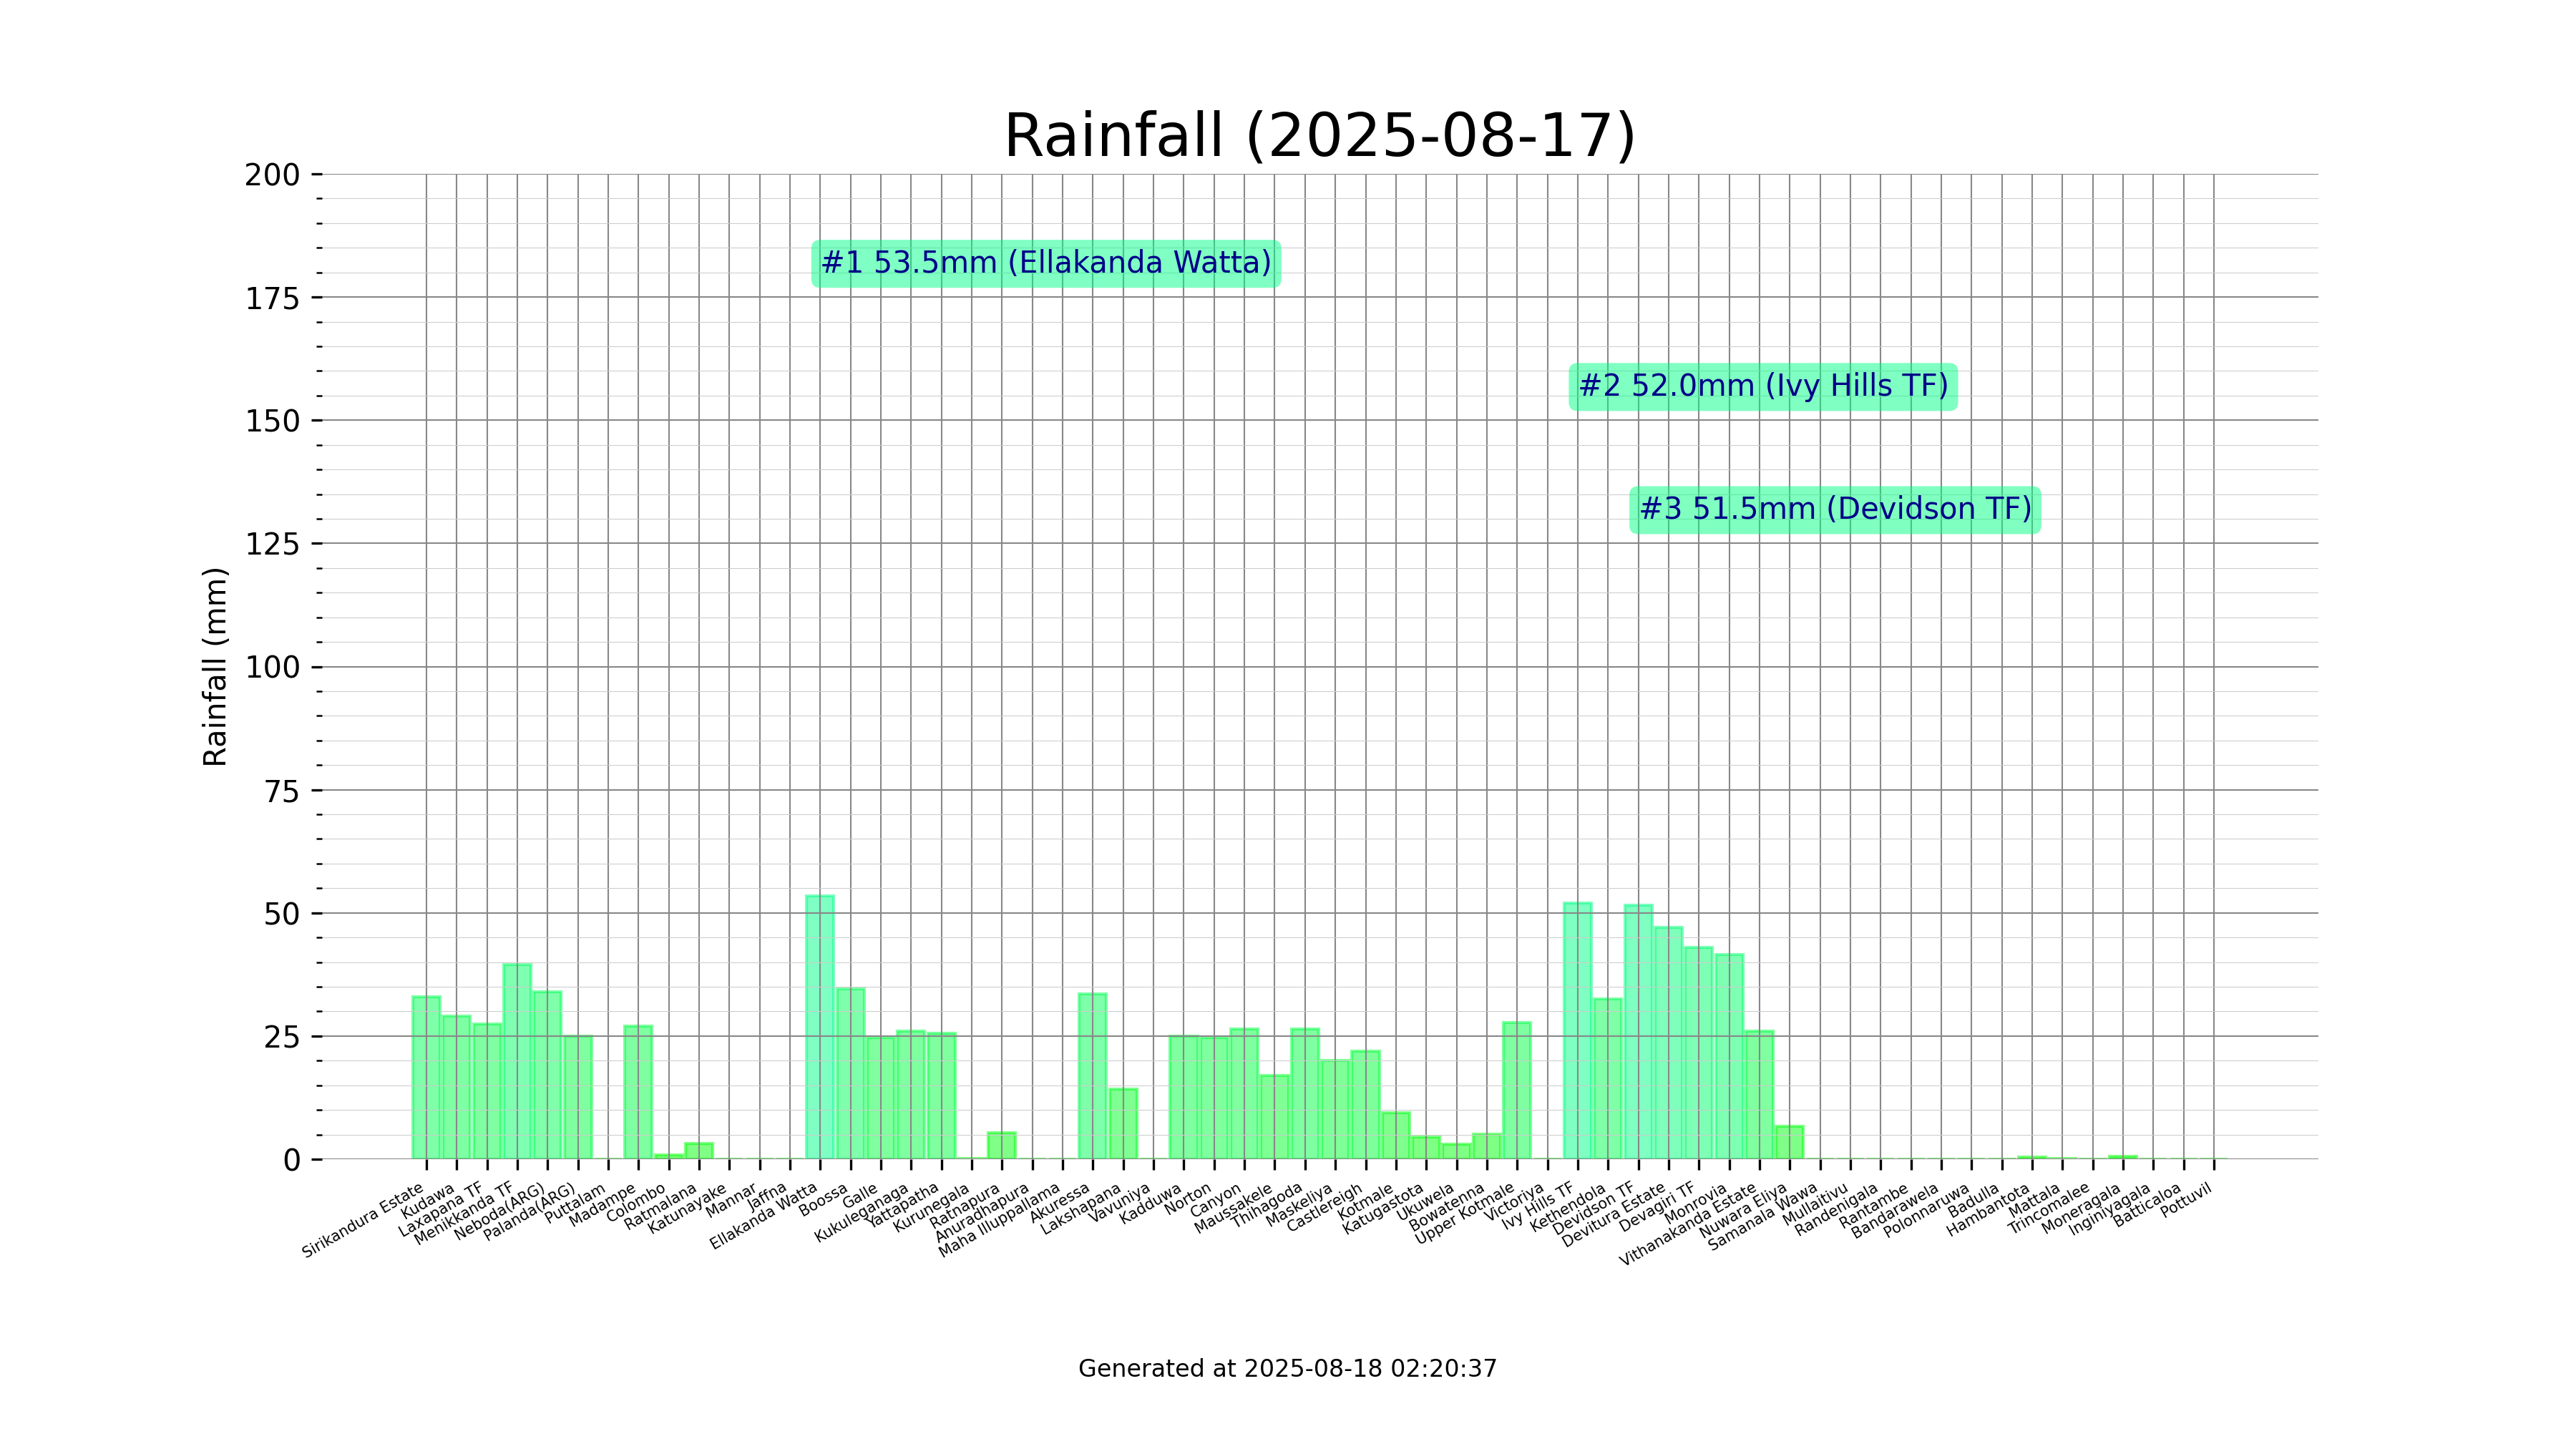 Rainfall (2025-08-17)
200
175
150
125
100
75
50
25
0
Rainfall (mm)
#1 53.5mm (Ellakanda Watta)
#2 52.0mm (Ivy Hills TF)
#3 51.5mm (Devidson TF)
Sirikandura Estate
Kudawa
Laxapana TF
Menikkanda TF
Neboda(ARG)
Palanda(ARG)
Puttalam
Madampe
Colombo
Ratmalana
Katunayake
Mannar
Jaffna
Ellakanda Watta
Boossa
Galle
Kukuleganaga
Yattapatha
Kurunegala
Ratnapura
Anuradhapura
Maha Illuppallama
Akuressa
Lakshapana
Vavuniya
Kadduwa
Norton
Canyon
Maussakele
Thihagoda
Maskeliya
Castlereigh
Kotmale
Katugastota
Ukuwela
Bowatenna
Upper Kotmale
Victoriya
Ivy Hills TF
Kethendola
Devidson TF
Devitura Estate
Devagiri TF
Monrovia
Vithanakanda Estate
Nuwara Eliya
Samanala Wawa
Mullaitivu
Randenigala
Rantambe
Bandarawela
Polonnaruwa
Badulla
Hambantota
Mattala
Trincomalee
Moneragala
Inginiyagala
Batticaloa
Pottuvil
Generated at 2025-08-18 02:20:37